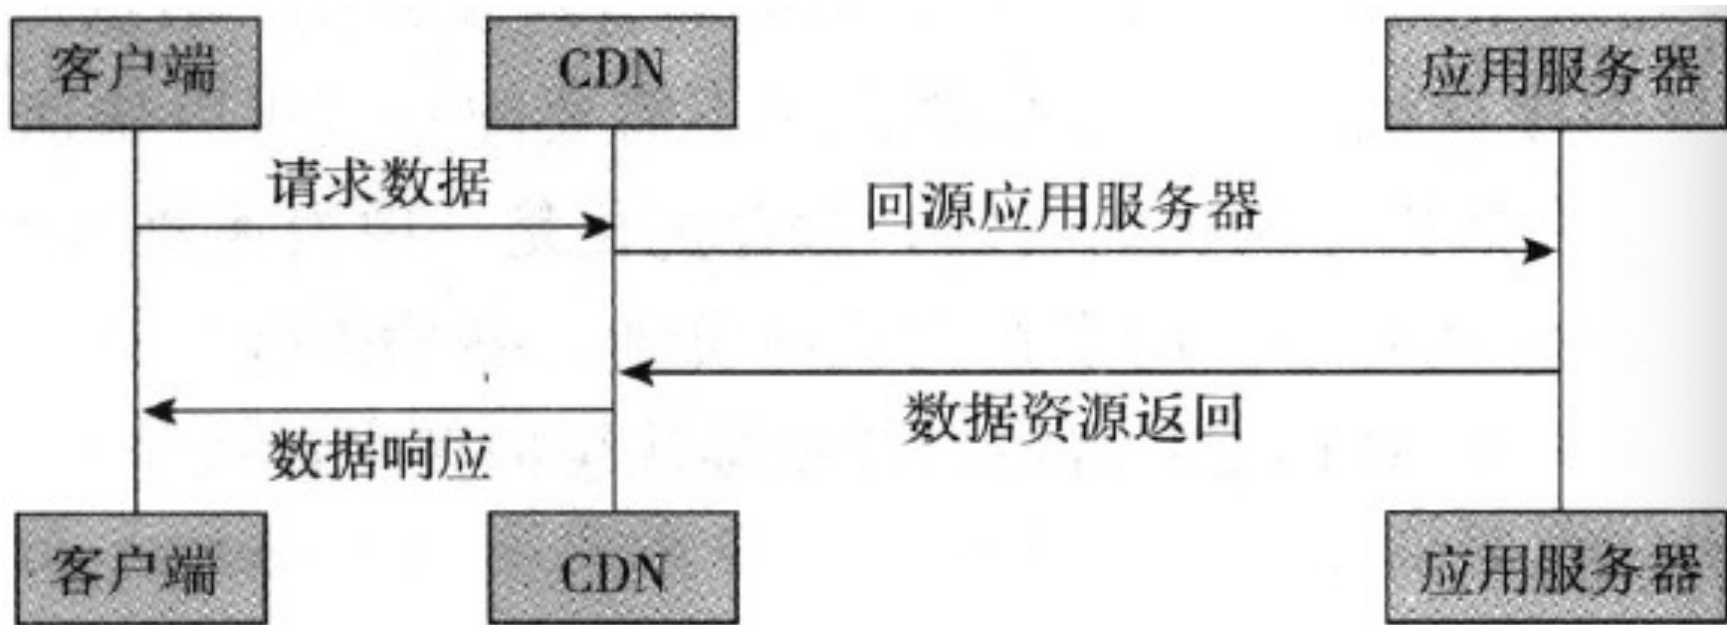 客户端
CDN
应用服务器
请求数据
回源应用服务器
数据资源返回
数据响应
客户端
CDN
应用服务器